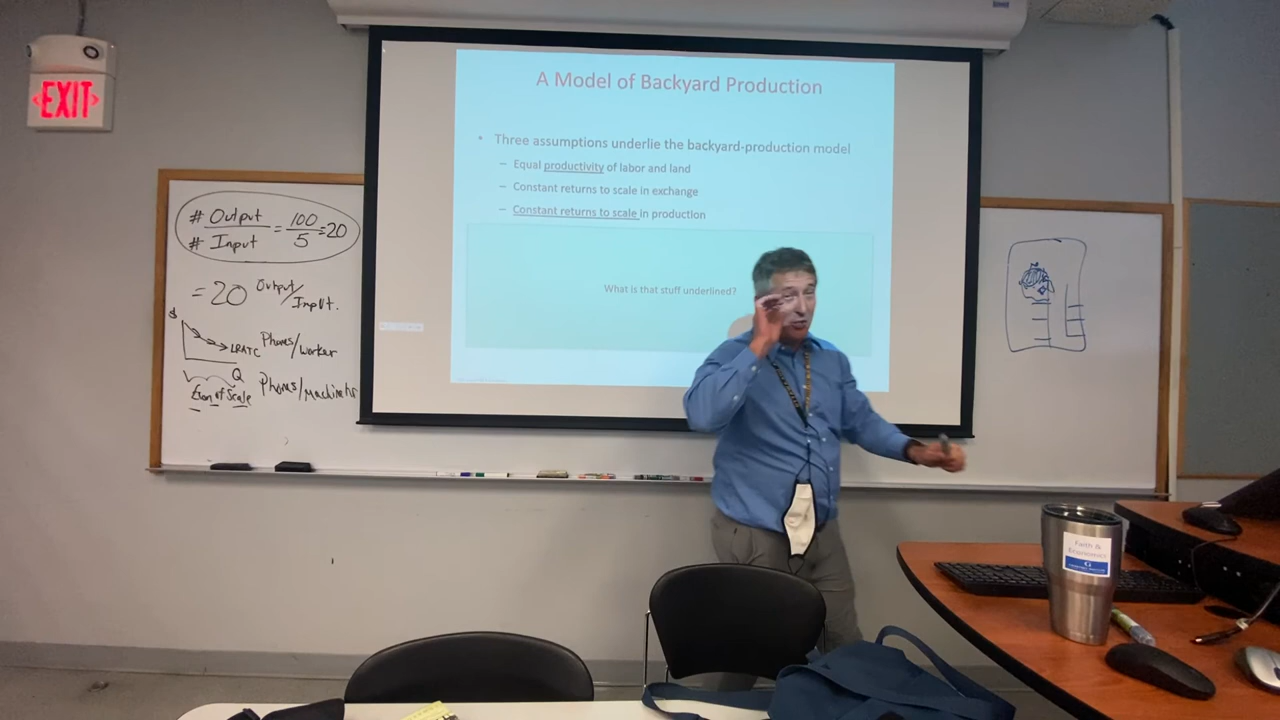 EXIT
# Output
# Input
= 100
5
= 20
= 20 Output/
Input.
$
LRATC
Q
Phones/Worker
Econ of Scale
Phones/Machinehr
A Model of Backyard Production
• Three assumptions underlie the backyard-production model
– Equal productivity of labor and land
– Constant returns to scale in exchange
– Constant returns to scale in production
What is that stuff underlined?
Faith &
Economics
G